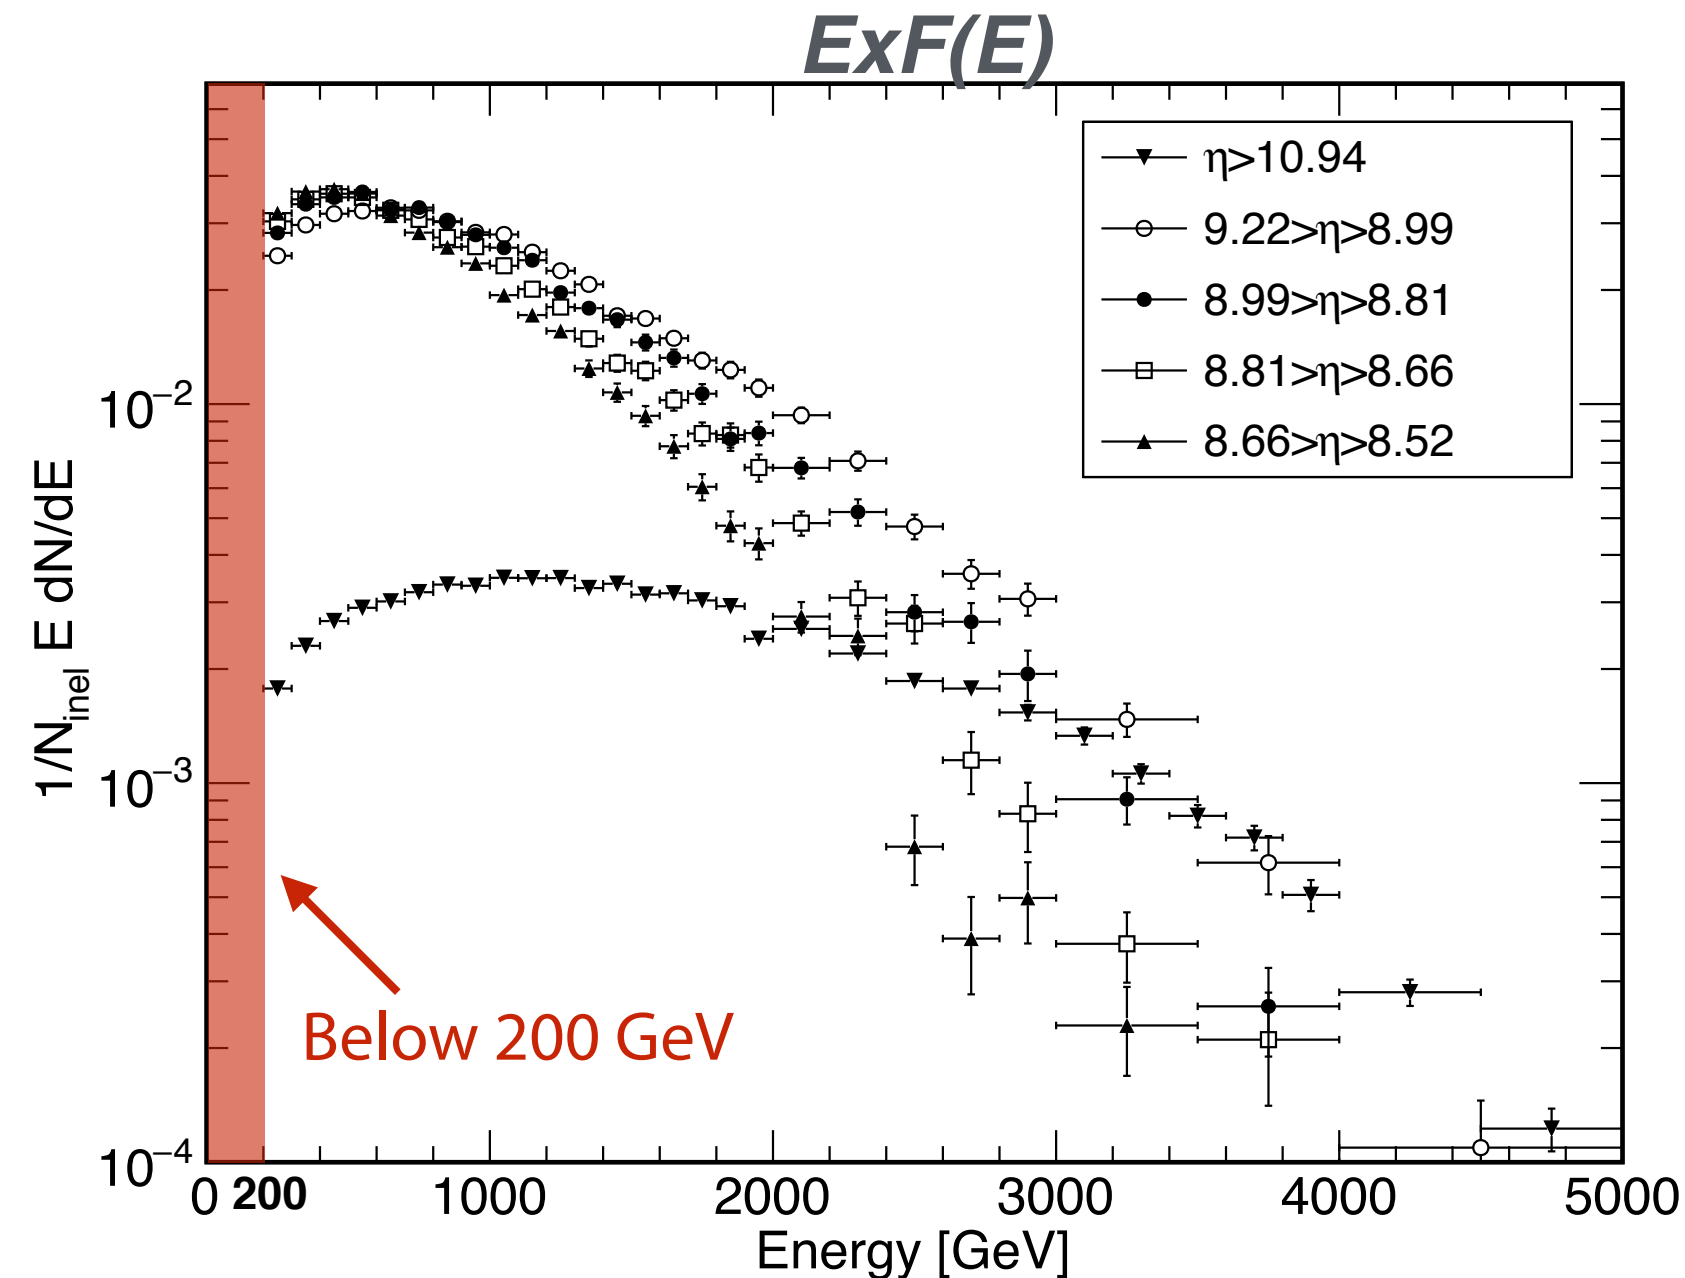 ExF(E)
η>10.94
9.22>η>8.99
8.99>η>8.81
8.81>η>8.66
8.66>η>8.52
1/N_inel E dN/dE
10⁻²
10⁻³
10⁻⁴
Below 200 GeV
0 200 1000 2000 3000 4000 5000
Energy [GeV]